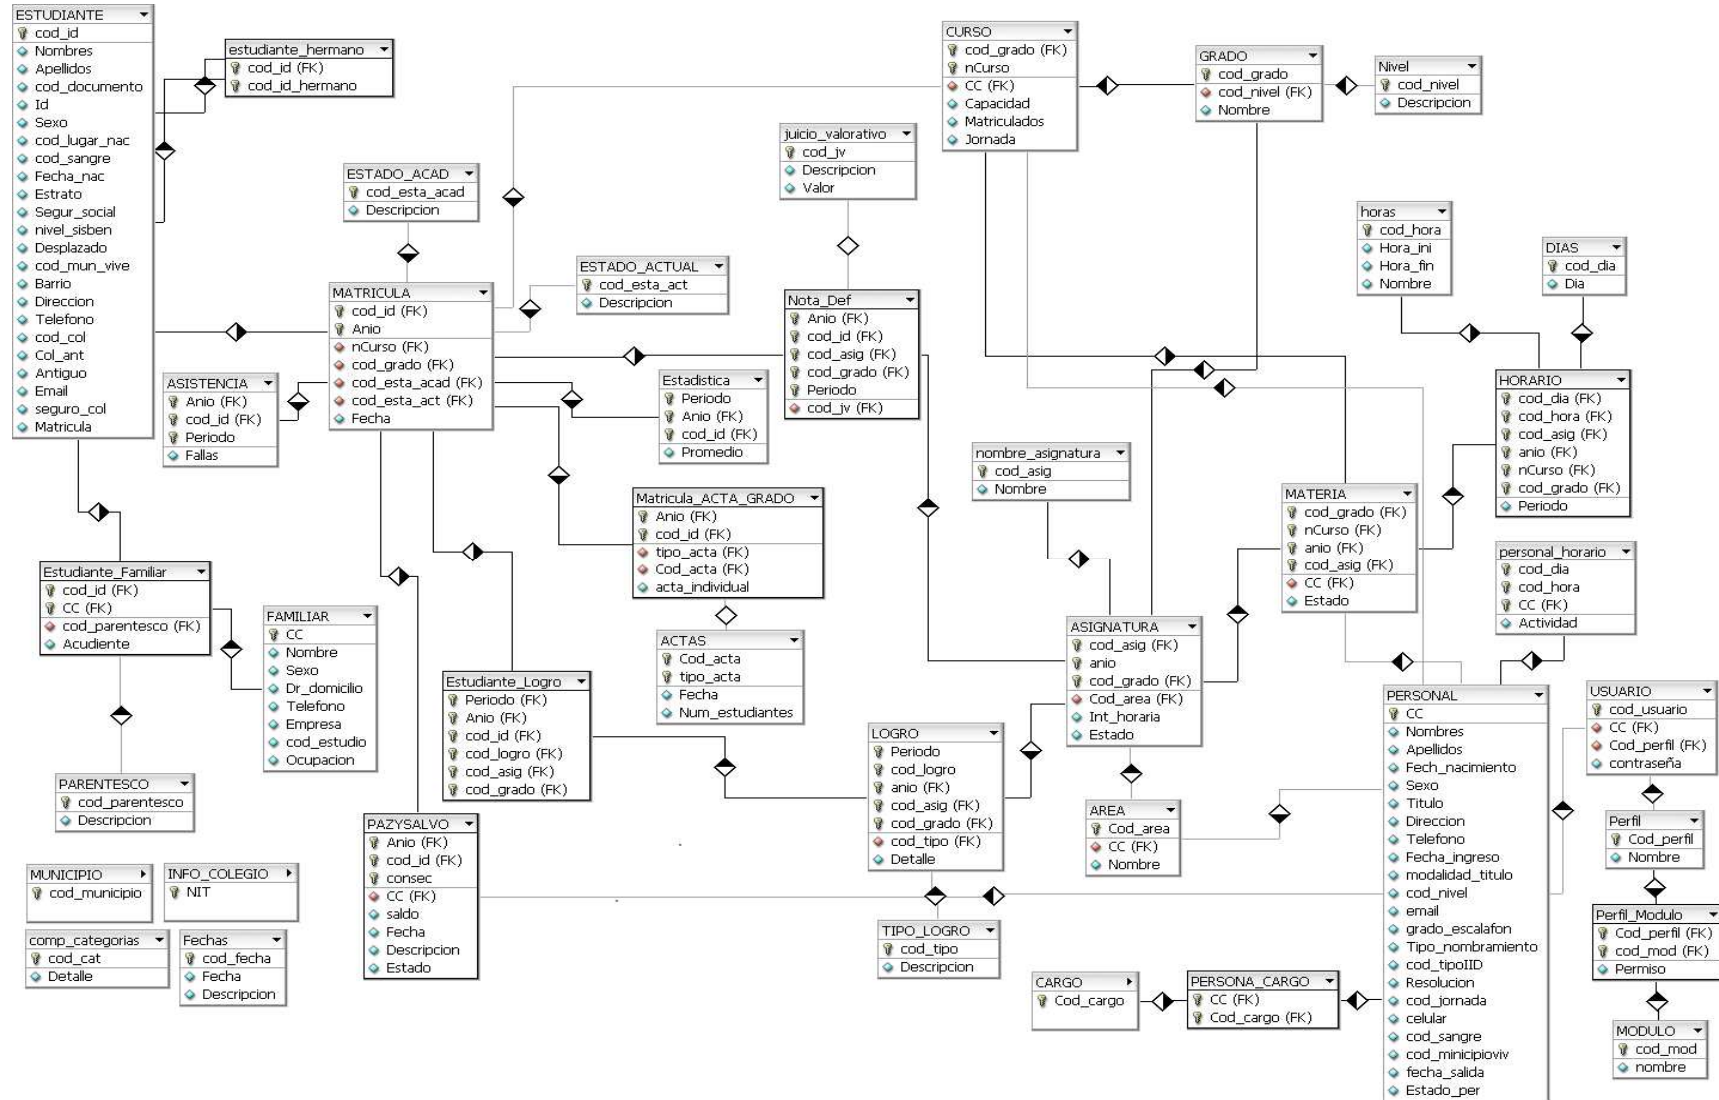 ESTUDIANTE
cod_id
Nombres
Apellidos
cod_documento
Id
Sexo
cod_lugar_nac
cod_sangre
Fecha_nac
Estrato
Segur_social
nivel_sisben
Desplazado
cod_mun_vive
Barrio
Direccion
Telefono
cod_col
Col_ant
Antiguo
Email
seguro_col
Matricula
estudiante_hermano
cod_id (FK)
cod_id_hermano
ESTADO_ACAD
cod_esta_acad
Descripcion
MATRICULA
cod_id (FK)
Anio
nCurso (FK)
cod_grado (FK)
cod_esta_acad (FK)
cod_esta_act (FK)
Fecha
ESTADO_ACTUAL
cod_esta_act
Descripcion
ASISTENCIA
Anio (FK)
cod_id (FK)
Periodo
Fallas
Estadistica
Periodo
Anio (FK)
cod_id (FK)
Promedio
juicio_valorativo
cod_jv
Descripcion
Valor
Nota_Def
Anio (FK)
cod_id (FK)
cod_asig (FK)
cod_grado (FK)
Periodo
cod_jv (FK)
CURSO
cod_grado (FK)
nCurso
CC (FK)
Capacidad
Matriculados
Jornada
GRADO
cod_grado
cod_nivel (FK)
Nombre
Nivel
cod_nivel
Descripcion
horas
cod_hora
Hora_ini
Hora_fin
Nombre
DIAS
cod_dia
Dia
HORARIO
cod_dia (FK)
cod_hora (FK)
cod_asig (FK)
anio (FK)
nCurso (FK)
cod_grado (FK)
Periodo
nombre_asignatura
cod_asig
Nombre
MATERIA
cod_grado (FK)
nCurso (FK)
anio (FK)
cod_asig (FK)
CC (FK)
Estado
personal_horario
cod_dia
cod_hora
CC (FK)
Actividad
Matricula_ACTA_GRADO
Anio (FK)
cod_id (FK)
tipo_acta (FK)
Cod_acta (FK)
acta_individual
ACTAS
Cod_acta
tipo_acta
Fecha
Num_estudiantes
Estudiante_Familiar
cod_id (FK)
CC (FK)
cod_parentesco (FK)
Acudiente
FAMILIAR
CC
Nombre
Sexo
Dr_domicilio
Telefono
Empresa
cod_estudio
Ocupacion
PARENTESCO
cod_parentesco
Descripcion
Estudiante_Logro
Periodo (FK)
Anio (FK)
cod_id (FK)
cod_logro (FK)
cod_asig (FK)
cod_grado (FK)
ASIGNATURA
cod_asig (FK)
anio
cod_grado (FK)
Cod_area (FK)
Int_horaria
Estado
LOGRO
Periodo
cod_logro
anio (FK)
cod_asig (FK)
cod_grado (FK)
cod_tipo (FK)
Detalle
AREA
Cod_area
CC (FK)
Nombre
PAZYSALVO
Anio (FK)
cod_id (FK)
consec
CC (FK)
saldo
Fecha
Descripcion
Estado
TIPO_LOGRO
cod_tipo
Descripcion
PERSONAL
CC
Nombres
Apellidos
Fech_nacimiento
Sexo
Titulo
Direccion
Telefono
Fecha_ingreso
modalidad_titulo
cod_nivel
email
grado_escalafon
Tipo_nombramiento
cod_tipoIID
Resolucion
cod_jornada
celular
cod_sangre
cod_minicipioviv
fecha_salida
Estado_per
USUARIO
cod_usuario
CC (FK)
Cod_perfil (FK)
contraseña
Perfil
Cod_perfil
Nombre
Perfil_Modulo
Cod_perfil (FK)
cod_mod (FK)
Permiso
MODULO
cod_mod
nombre
CARGO
Cod_cargo
PERSONA_CARGO
CC (FK)
Cod_cargo (FK)
MUNICIPIO
cod_municipio
INFO_COLEGIO
NIT
comp_categorias
cod_cat
Detalle
Fechas
cod_fecha
Fecha
Descripcion